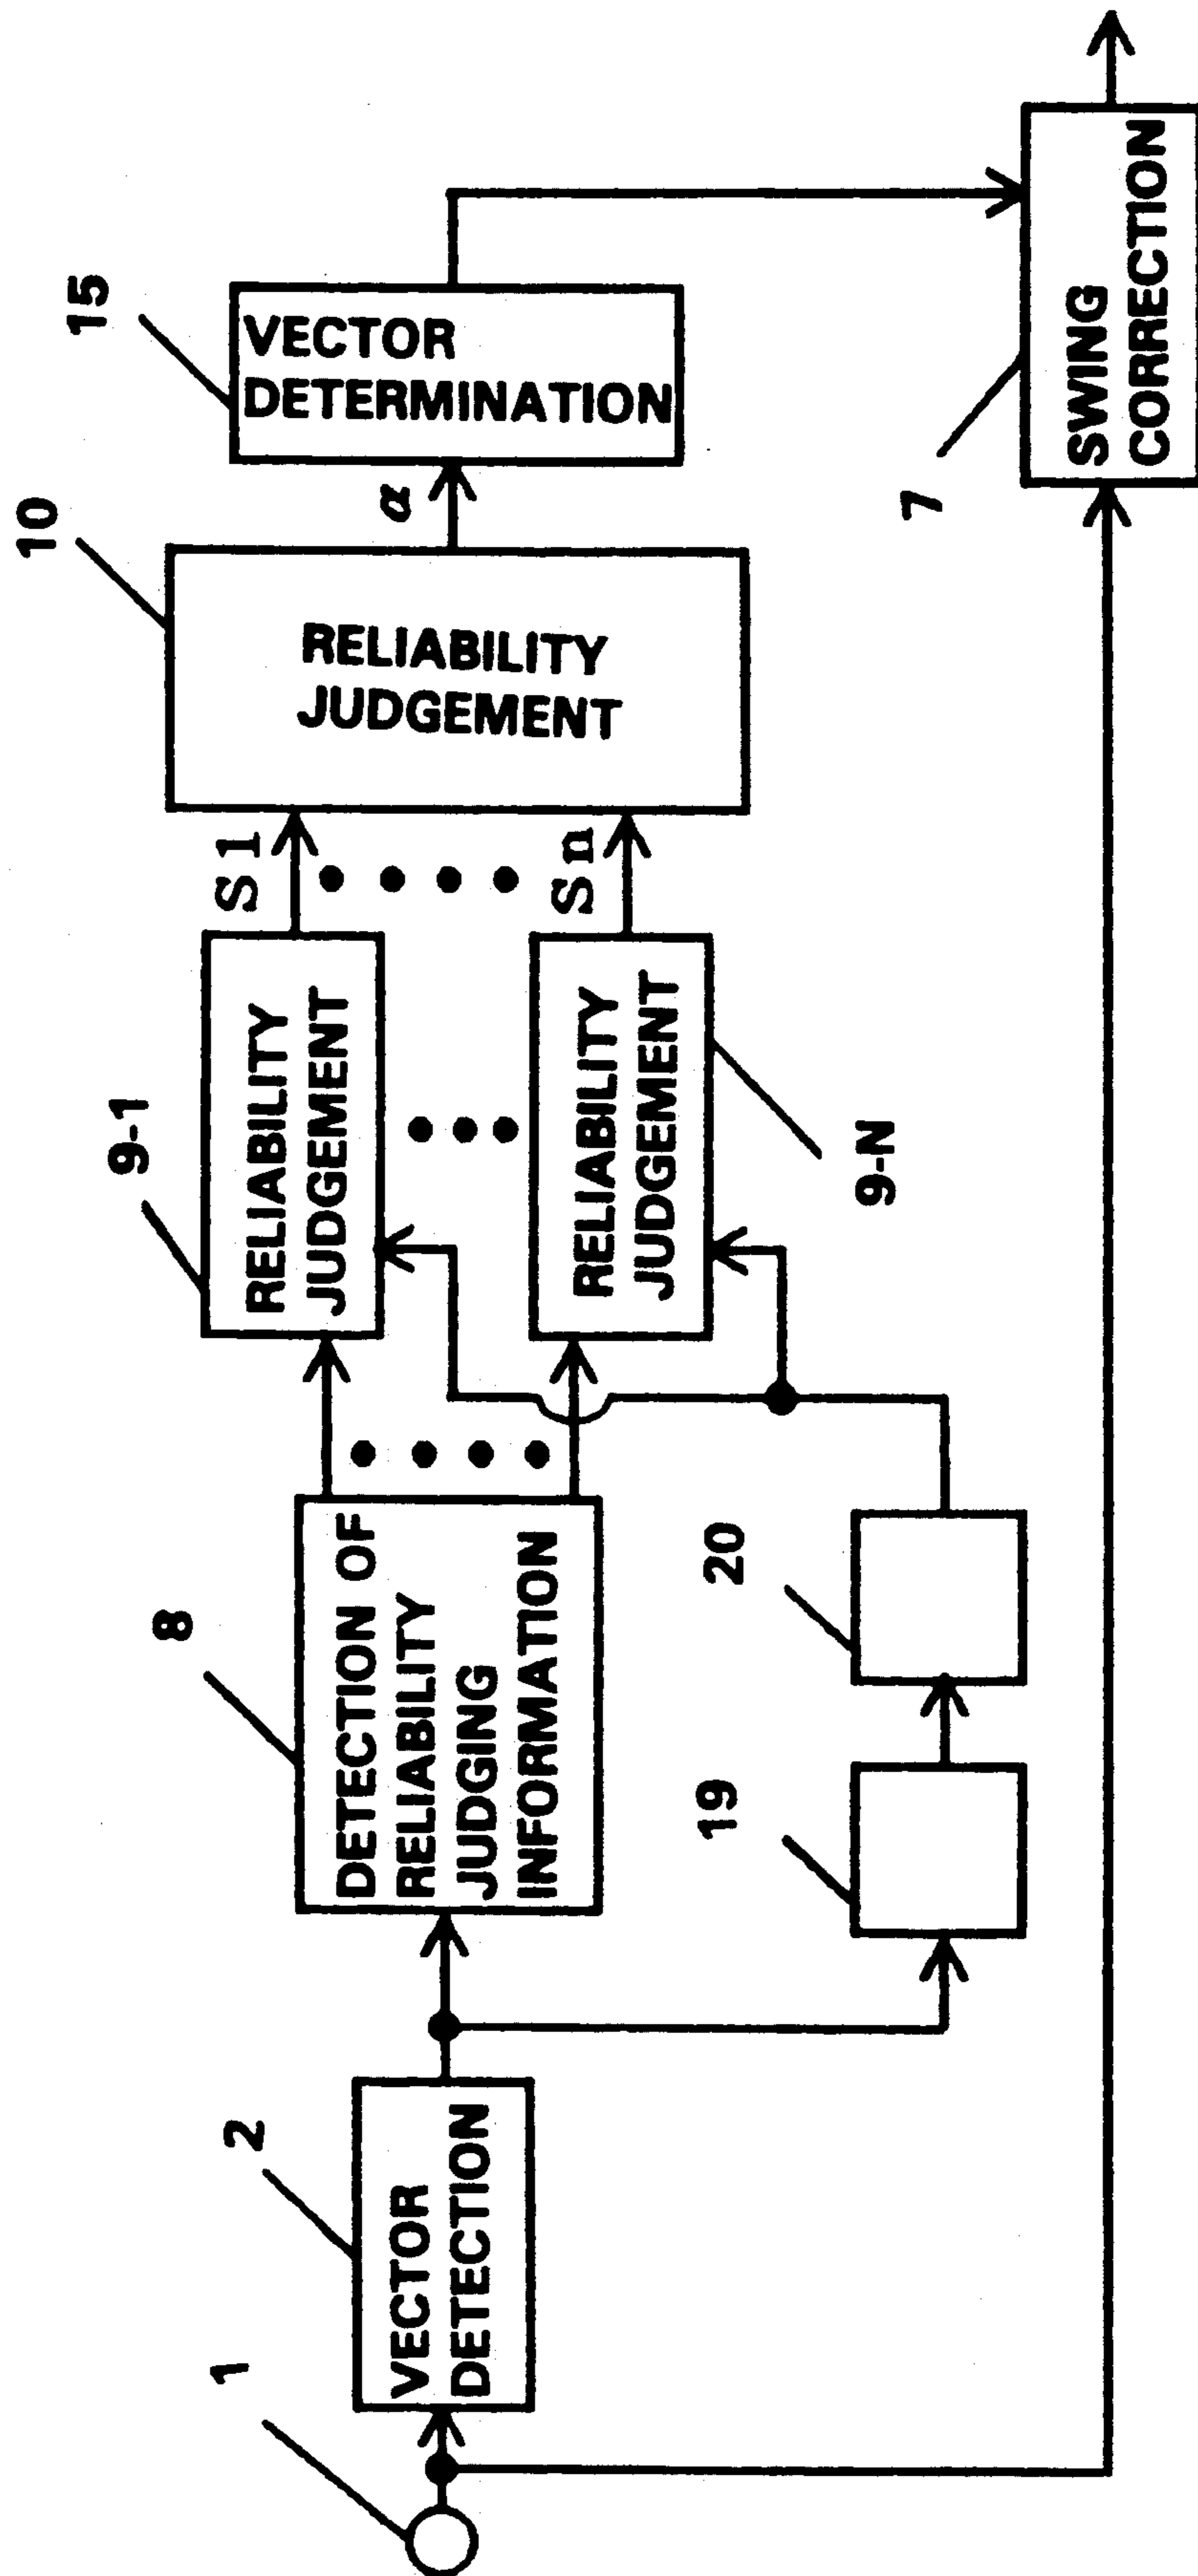 1
2
VECTOR
DETECTION
8
DETECTION OF
RELIABILITY
JUDGING
INFORMATION
19
20
9-1
RELIABILITY
JUDGEMENT
RELIABILITY
JUDGEMENT
9-N
S1
Sn
10
RELIABILITY
JUDGEMENT
α
15
VECTOR
DETERMINATION
7
SWING
CORRECTION